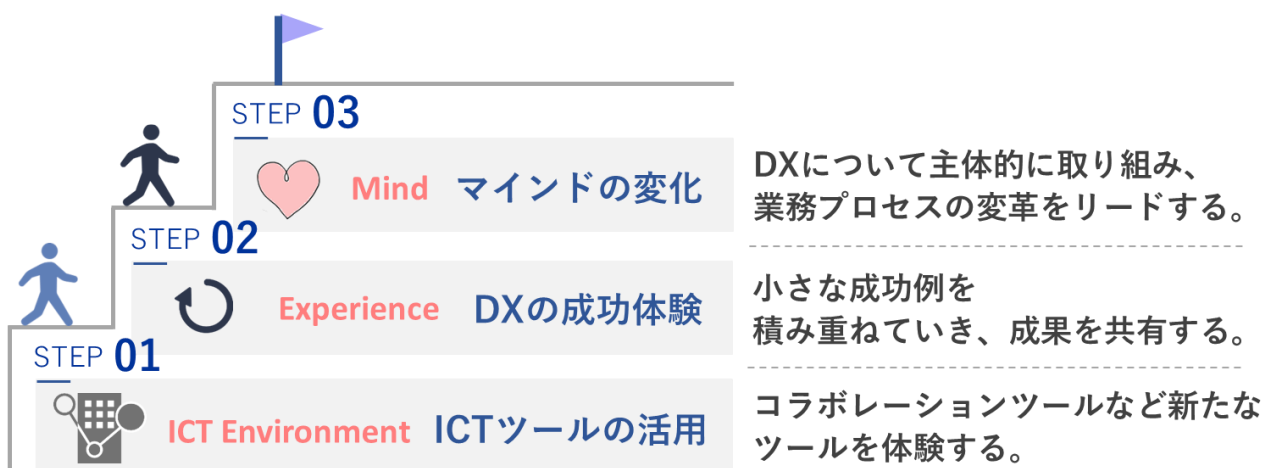 STEP 03
Mind マインドの変化
DXについて主体的に取り組み、
業務プロセスの変革をリードする。
STEP 02
Experience DXの成功体験
小さな成功例を
積み重ねていき、成果を共有する。
STEP 01
ICT Environment ICTツールの活用
コラボレーションツールなど新たな
ツールを体験する。